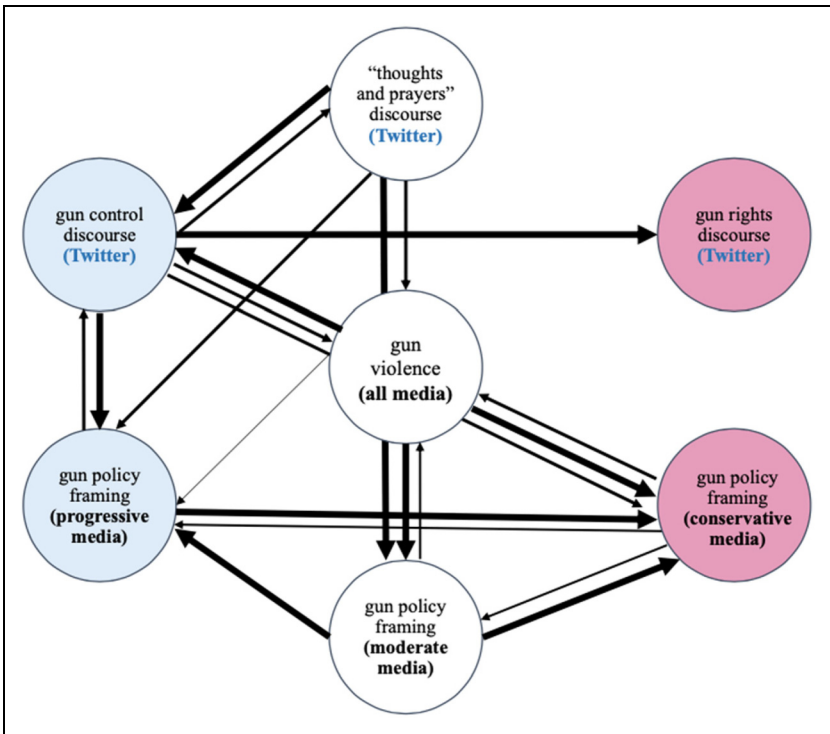 “thoughts
and prayers”
discourse
(Twitter)
gun control
discourse
(Twitter)
gun rights
discourse
(Twitter)
gun
violence
(all media)
gun policy
framing
(progressive
media)
gun policy
framing
(conservative
media)
gun policy
framing
(moderate
media)